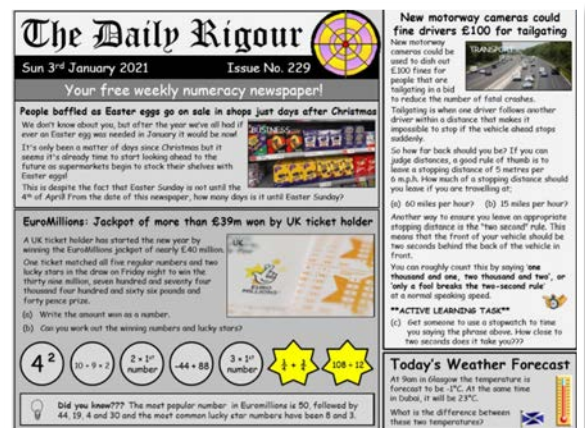 The Daily Rigour
Sun 3rd January 2021
Issue No. 229
Your free weekly numeracy newspaper!
People baffled as Easter eggs go on sale in shops just days after Christmas
We don't know about you, but after the year we've all had if
ever an Easter egg was needed in January it would be now!
It's only been a matter of days since Christmas but it
seems it's already time to start looking ahead to the
future as supermarkets begin to stock their shelves with
Easter eggs!
This is despite the fact that Easter Sunday is not until the
4th of April! From the date of this newspaper, how many days is it until Easter Sunday?
BUSINESS
EuroMillions: Jackpot of more than £39m won by UK ticket holder
A UK ticket holder has started the new year by
winning the EuroMillions jackpot of nearly £40 million.
One ticket matched all five regular numbers and two
lucky stars in the draw on Friday night to win the
thirty nine million, seven hundred and seventy four
thousand four hundred and sixty six pounds and
forty pence prize.
(a) Write the amount won as a number.
(b) Can you work out the winning numbers and lucky stars?
UK
4²
10 + 9 × 2
2 × 1st
number
-44 + 88
3 × 1st
number
108 ÷ 12
Did you know??? The most popular number in Euromillions is 50, followed by
44, 19, 4 and 30 and the most common lucky star numbers have been 8 and 3.
New motorway cameras could
fine drivers £100 for tailgating
New motorway
cameras could be
used to dish out
£100 fines for
people that are
tailgating in a bid
to reduce the number of fatal crashes.
TRANSPORT
Tailgating is when one driver follows another
driver within a distance that makes it
impossible to stop if the vehicle ahead stops
suddenly.
So how far back should you be? If you can
judge distances, a good rule of thumb is to
leave a stopping distance of 5 metres per
6 m.p.h. How much of a stopping distance should
you leave if you are travelling at;
(a) 60 miles per hour? (b) 15 miles per hour?
Another way to ensure you leave an appropriate
stopping distance is the "two second" rule. This
means that the front of your vehicle should be
two seconds behind the back of the vehicle in
front.
You can roughly count this by saying 'one
thousand and one, two thousand and two', or
'only a fool breaks the two-second rule'
at a normal speaking speed.
**ACTIVE LEARNING TASK**
(c) Get someone to use a stopwatch to time
you saying the phrase above. How close to
two seconds does it take you???
Today's Weather Forecast
At 9am in Glasgow the temperature is
forecast to be -1°C. At the same time
in Dubai, it will be 23°C.
What is the difference between
these two temperatures?